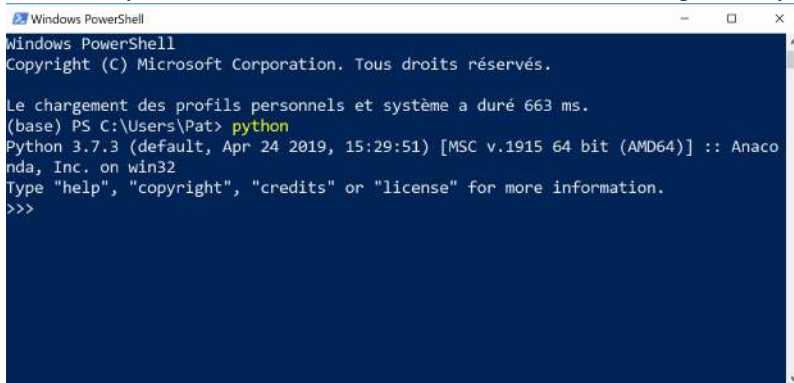 Windows PowerShell
Windows PowerShell
Copyright (C) Microsoft Corporation. Tous droits réservés.
Le chargement des profils personnels et système a duré 663 ms.
(base) PS C:\Users\Pat> python
Python 3.7.3 (default, Apr 24 2019, 15:29:51) [MSC v.1915 64 bit (AMD64)] :: Anaco
nda, Inc. on win32
Type "help", "copyright", "credits" or "license" for more information.
>>>